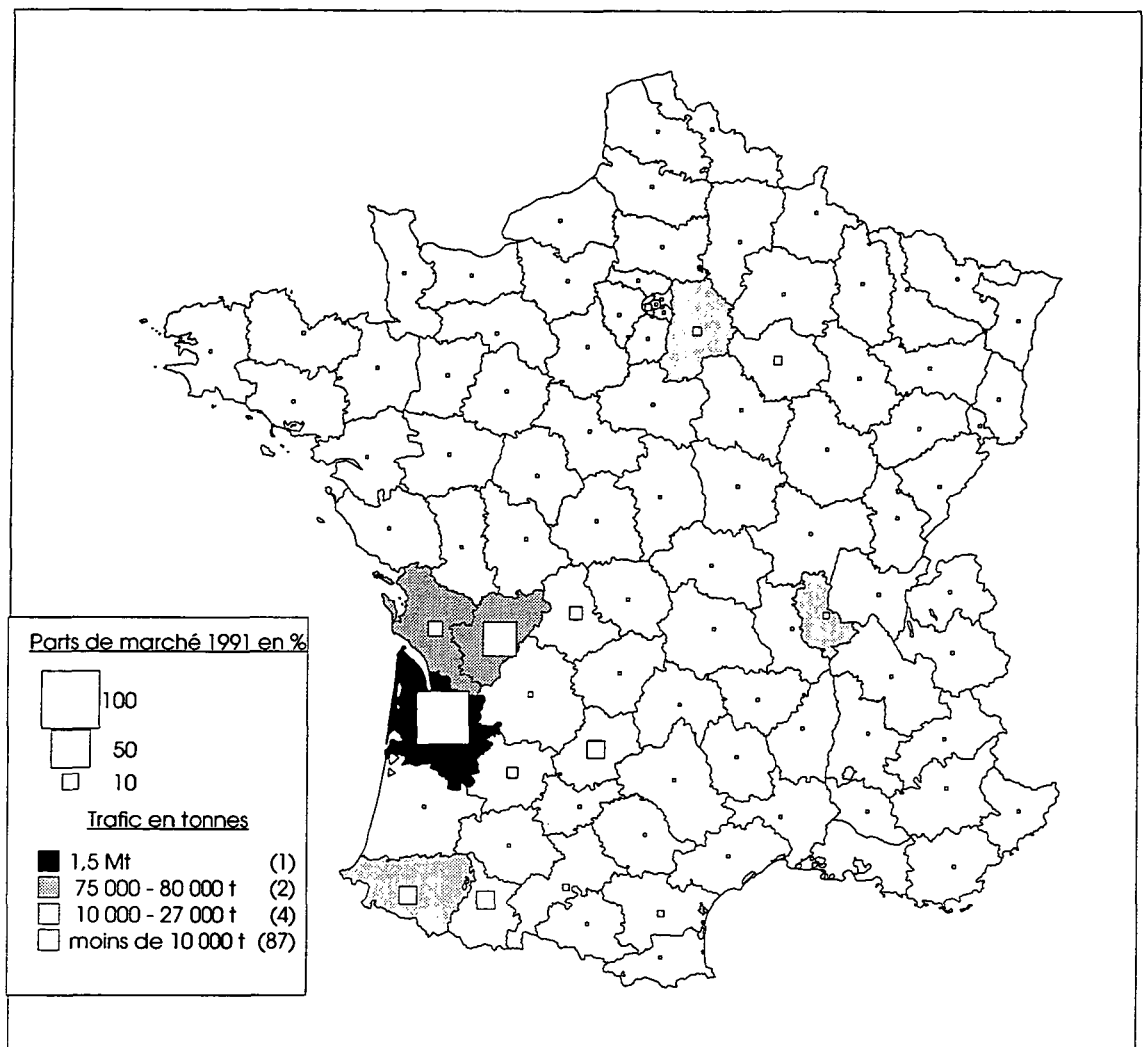 Parts de marché 1991 en %
100
50
10
Trafic en tonnes
1,5 Mt (1)
75 000 - 80 000 t (2)
10 000 - 27 000 t (4)
moins de 10 000 t (87)